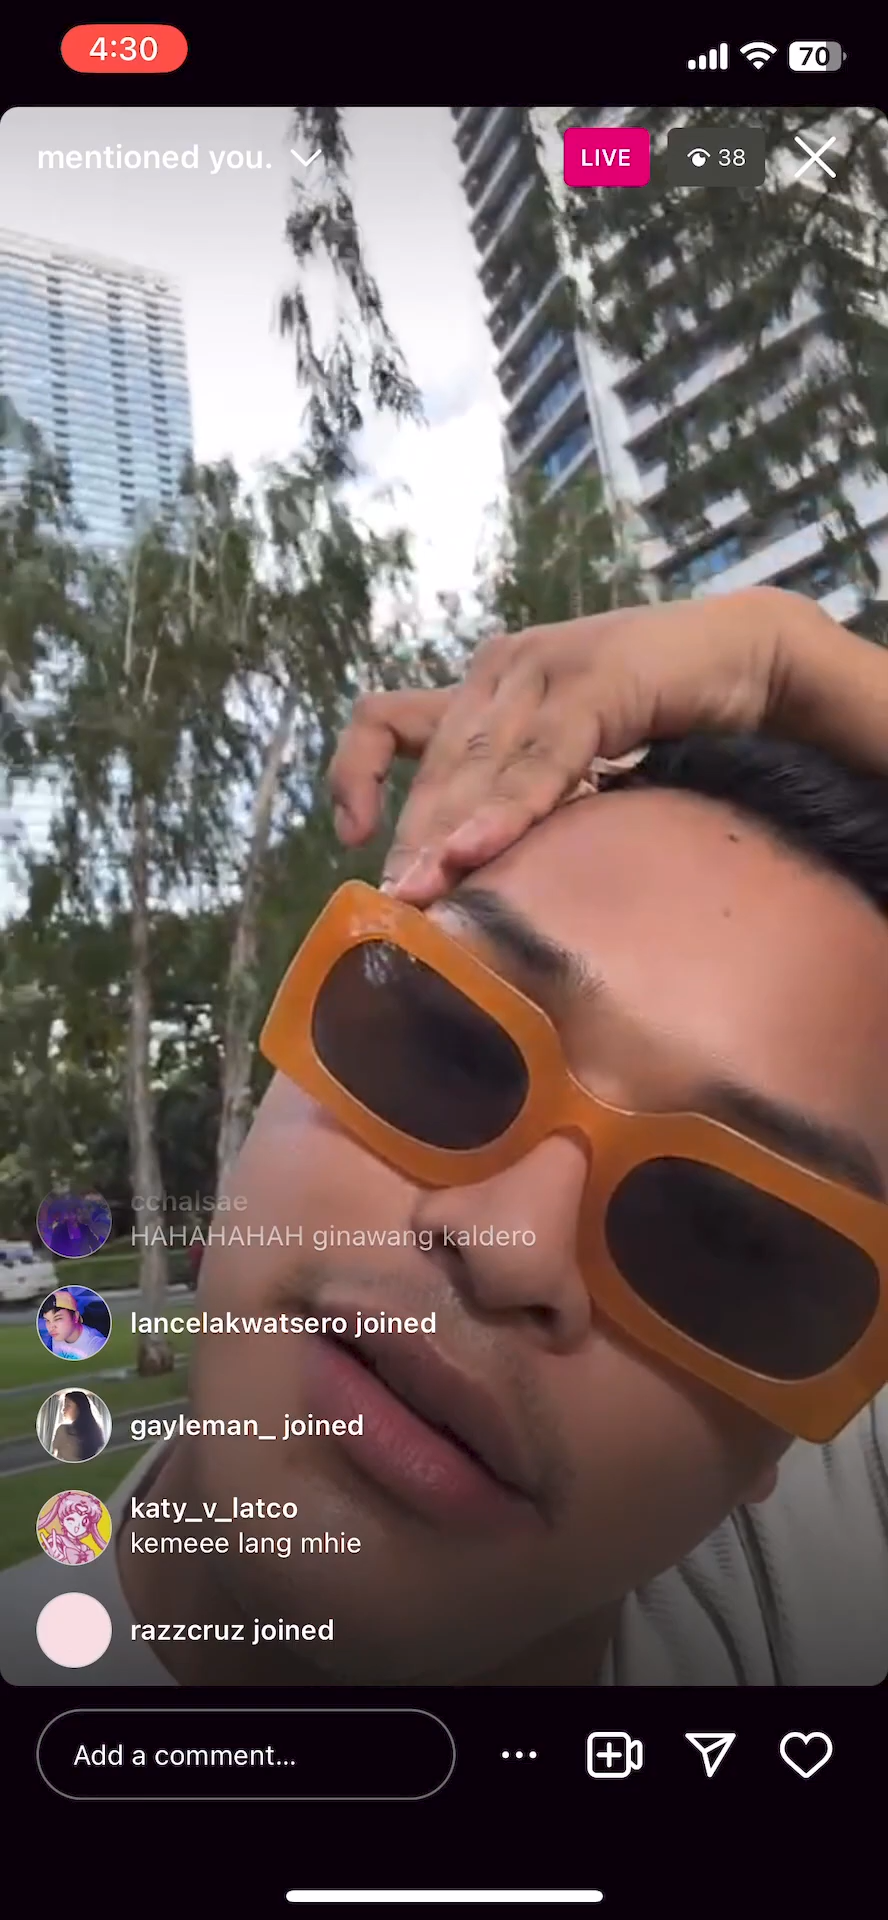 4:30
70
mentioned you.
LIVE
38
cchalsae
HAHAHAHAH ginawang kaldero
lancelakwatsero joined
gayleman_ joined
katy_v_latco
kemeee lang mhie
razzcruz joined
Add a comment...